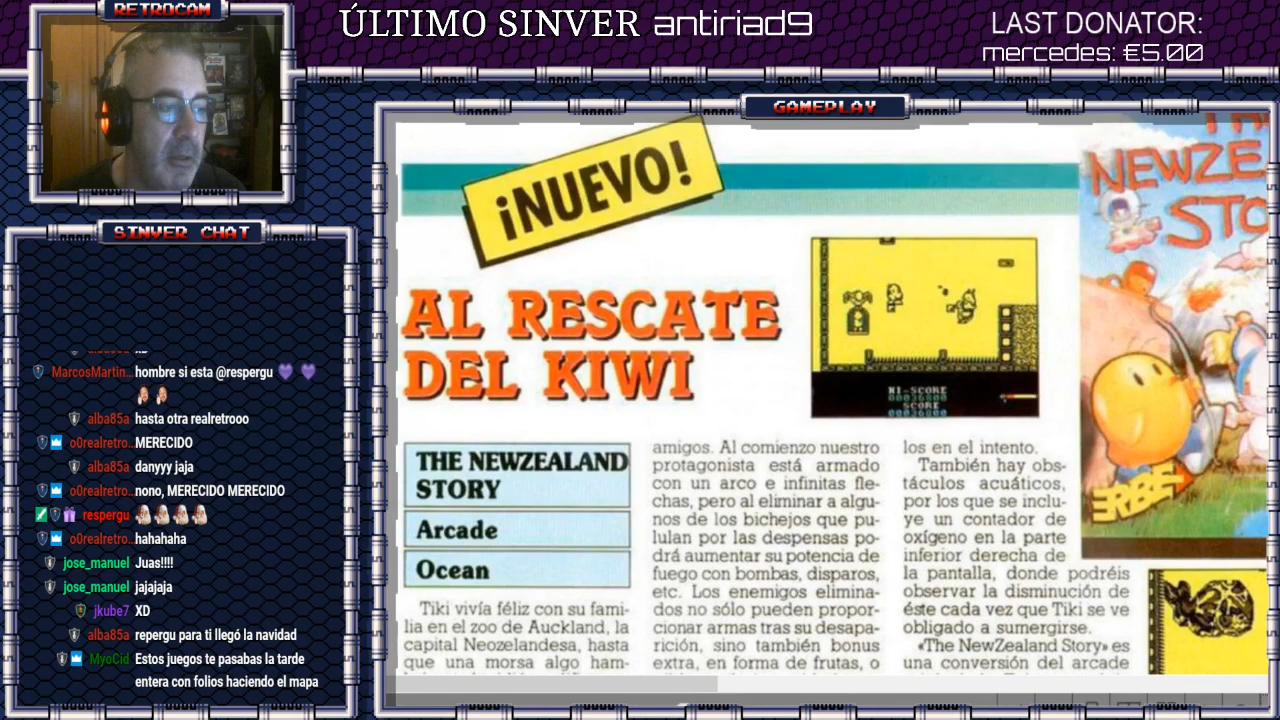 RETROCAM
ÚLTIMO SINVER antiriad9
LAST DONATOR:
mercedes: €5.00
SINVER CHAT
MarcosMartin... hombre si esta @respergu
alba85a hasta otra realretrooo
o0realretro... MERECIDO
alba85a danyyy jaja
o0realretro... nono, MERECIDO MERECIDO
respergu
o0realretro... hahahaha
jose_manuel Juas!!!!
jose_manuel jajajaja
jkube7 XD
alba85a repergu para ti llegó la navidad
MyoCid Estos juegos te pasabas la tarde
entera con folios haciendo el mapa
GAMEPLAY
¡NUEVO!
AL RESCATE
DEL KIWI
HI-SCORE
SCORE
NEWZE
STO
ERBE
THE NEWZEALAND
STORY
Arcade
Ocean
Tiki vivía féliz con su fami-
lia en el zoo de Auckland, la
capital Neozelandesa, hasta
que una morsa algo ham-
amigos. Al comienzo nuestro
protagonista está armado
con un arco e infinitas fle-
chas, pero al eliminar a algu-
nos de los bichejos que pu-
lulan por las despensas po-
drá aumentar su potencia de
fuego con bombas, disparos,
etc. Los enemigos elimina-
dos no sólo pueden propor-
cionar armas tras su desapa-
rición, sino también bonus
extra, en forma de frutas, o
los en el intento.
También hay obs-
táculos acuáticos,
por los que se inclu-
ye un contador de
oxígeno en la parte
inferior derecha de
la pantalla, donde podréis
observar la disminución de
éste cada vez que Tiki se ve
obligado a sumergirse.
«The NewZealand Story» es
una conversión del arcade